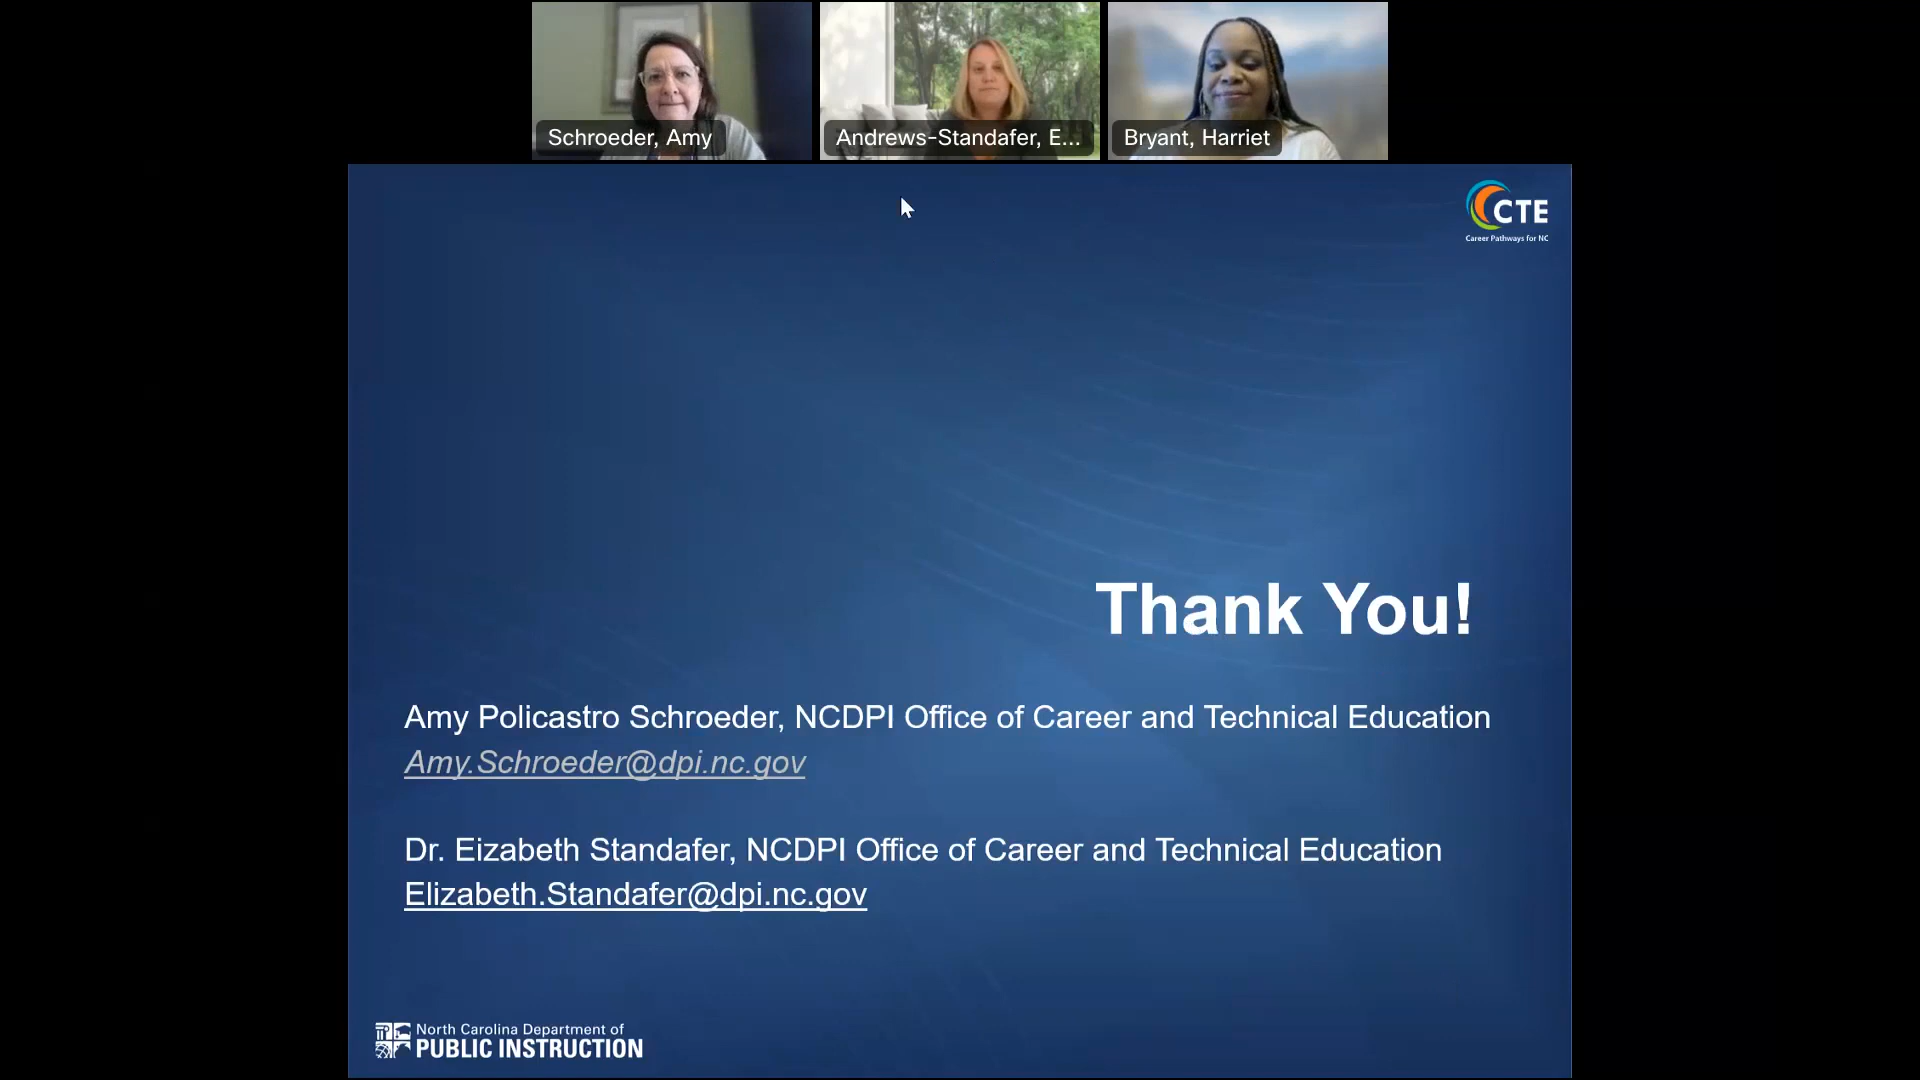 Schroeder, Amy
Andrews-Standafer, E...
Bryant, Harriet
CTE
Career Pathways for NC
Thank You!
Amy Policastro Schroeder, NCDPI Office of Career and Technical Education
Amy.Schroeder@dpi.nc.gov
Dr. Eizabeth Standafer, NCDPI Office of Career and Technical Education
Elizabeth.Standafer@dpi.nc.gov
North Carolina Department of
PUBLIC INSTRUCTION